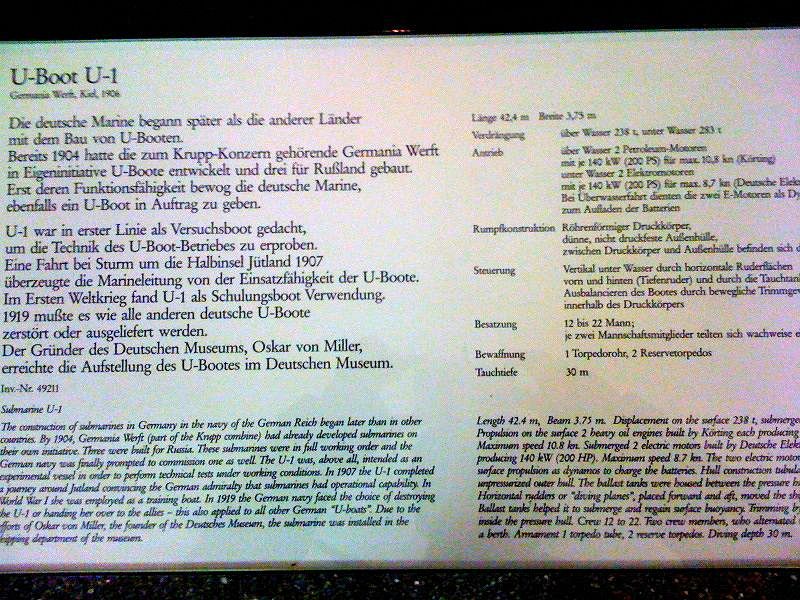 U-Boot U-1
Germania Werft, Kiel, 1906
Die deutsche Marine begann später als die anderer Länder
mit dem Bau von U-Booten.
Bereits 1904 hatte die zum Krupp-Konzern gehörende Germania Werft
in Eigeninitiative U-Boote entwickelt und drei für Rußland gebaut.
Erst deren Funktionsfähigkeit bewog die deutsche Marine,
ebenfalls ein U-Boot in Auftrag zu geben.
U-1 war in erster Linie als Versuchsboot gedacht,
um die Technik des U-Boot-Betriebes zu erproben.
Eine Fahrt bei Sturm um die Halbinsel Jütland 1907
überzeugte die Marineleitung von der Einsatzfähigkeit der U-Boote.
Im Ersten Weltkrieg fand U-1 als Schulungsboot Verwendung.
1919 mußte es wie alle anderen deutsche U-Boote
zerstört oder ausgeliefert werden.
Der Gründer des Deutschen Museums, Oskar von Miller,
erreichte die Aufstellung des U-Bootes im Deutschen Museum.
Inv.-Nr. 49211
Länge 42,4 m Breite 3,75 m
Verdrängung über Wasser 238 t, unter Wasser 283 t
Antrieb über Wasser 2 Petroleum-Motoren
mit je 140 kW (200 PS) für max. 10,8 kn (Körting)
unter Wasser 2 Elektromotoren
mit je 140 kW (200 PS) für max. 8,7 kn (Deutsche Elek
Bei Überwasserfahrt dienten die zwei E-Motoren als Dy
zum Aufladen der Batterien
Rumpfkonstruktion Röhrenförmiger Druckkörper,
dünne, nicht druckfeste Außenhülle,
zwischen Druckkörper und Außenhülle befinden sich d
Steuerung Vertikal unter Wasser durch horizontale Ruderflächen
vorn und hinten (Tiefenruder) und durch die Tauchtan
Ausbalancieren des Bootes durch bewegliche Trimmgew
innerhalb des Druckkörpers
Besatzung 12 bis 22 Mann;
je zwei Mannschaftsmitglieder teilten sich wachweise e
Bewaffnung 1 Torpedorohr, 2 Reservetorpedos
Tauchtiefe 30 m
Submarine U-1
The construction of submarines in Germany in the navy of the German Reich began later than in other
countries. By 1904, Germania Werft (part of the Krupp combine) had already developed submarines on
their own initiative. Three were built for Russia. These submarines were in full working order and the
German navy was finally prompted to commission one as well. The U-1 was, above all, intended as an
experimental vessel in order to perform technical tests under working conditions. In 1907 the U-1 completed
a journey around Jutland convincing the German admiralty that submarines had operational capability. In
World War I she was employed as a training boat. In 1919 the German navy faced the choice of destroying
the U-1 or handing her over to the allies – this also applied to all other German "U-boats". Due to the
fforts of Oskar von Miller, the founder of the Deutsches Museum, the submarine was installed in the
hipping department of the museum.
Length 42.4 m, Beam 3.75 m. Displacement on the surface 238 t, submerge
Propulsion on the surface 2 heavy oil engines built by Körting each producing
Maximum speed 10.8 kn. Submerged 2 electric motors built by Deutsche Elek
producing 140 kW (200 HP). Maximum speed 8.7 kn. The two electric motor
surface propulsion as dynamos to charge the batteries. Hull construction tubula
unpressurized outer hull. The ballast tanks were housed between the pressure h
Horizontal rudders or "diving planes", placed forward and aft, moved the sh
Ballast tanks helped it to submerge and regain surface buoyancy. Trimming b
inside the pressure hull. Crew 12 to 22. Two crew members, who alternated
a berth. Armament 1 torpedo tube, 2 reserve torpedos. Diving depth 30 m.